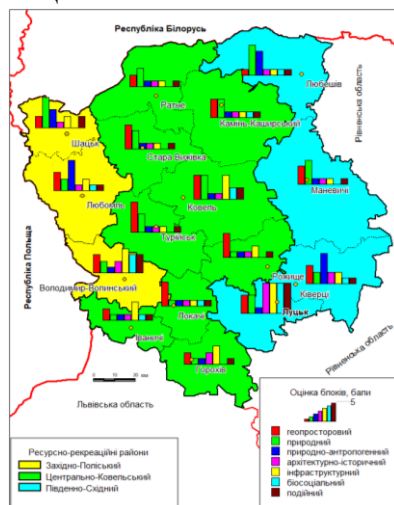 Республіка Білорусь
Любешів
Рівненська область
Ратне
Камінь-Каширський
Шацьк
Стара Вижівка
Маневичі
Любомль
Ковель
Турійськ
Республіка Польща
Рожище
Володимир-Волинський
Ківерці
Луцьк
Локачі
Іваничі
Рівненська область
Горохів
Львівська область
Оцінка блоків, бали
5
геопросторовий
природний
природно-антропогенний
архітектурно-історичний
інфраструктурний
біосоціальний
подійний
Ресурсно-рекреаційні райони
Західно-Поліський
Центрально-Ковельський
Південно-Східний